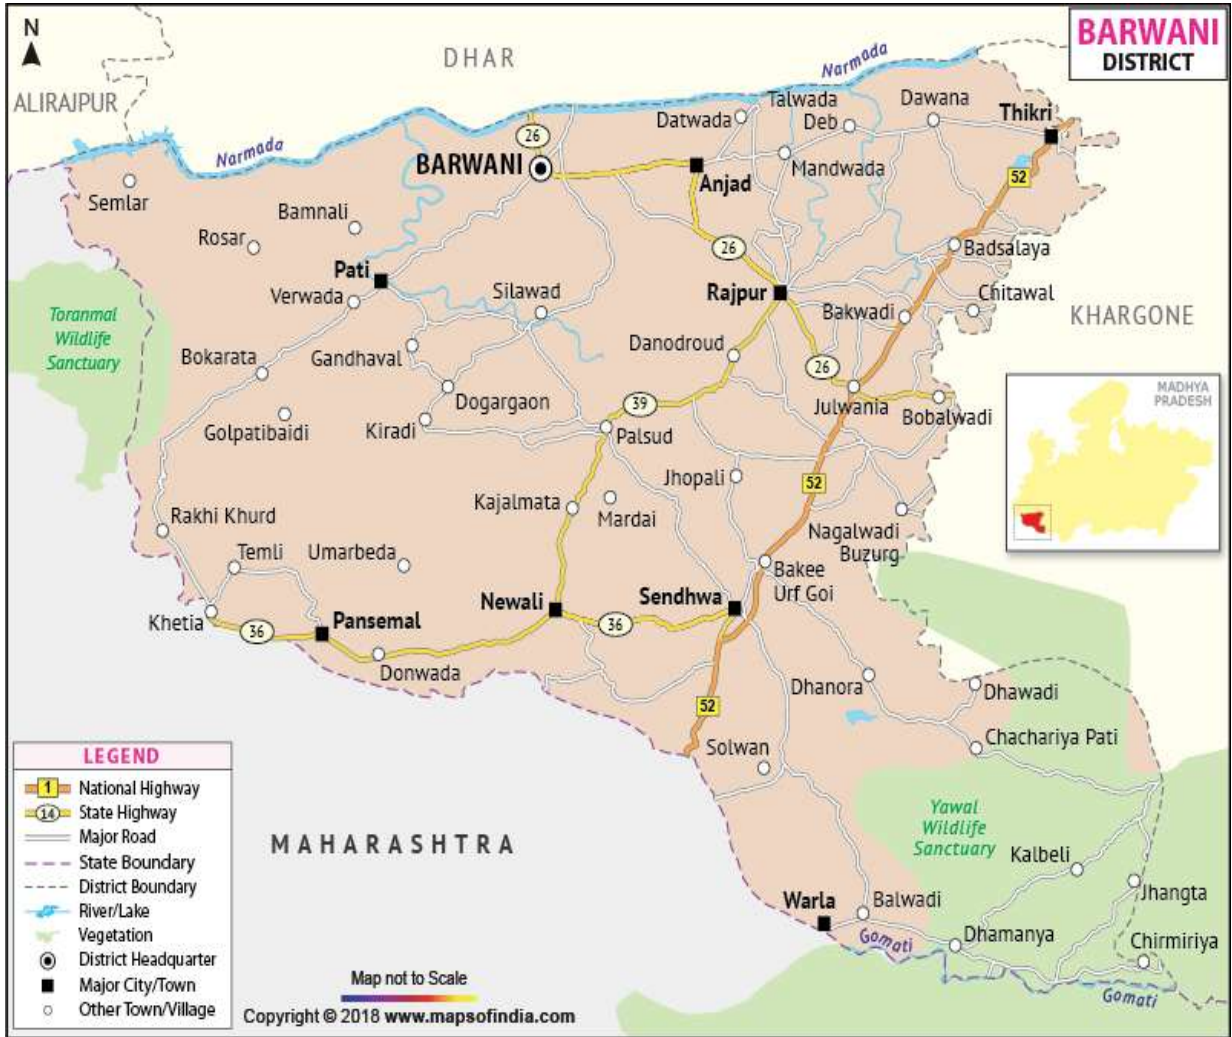 N
BARWANI
DISTRICT
DHAR
ALIRAJPUR
Narmada
Narmada
Talwada
Deb
Dawana
Thikri
Datwada
26
BARWANI
Anjad
Mandwada
52
Semlar
Bamnali
Rosar
26
Badsalaya
Pati
Verwada
Silawad
Rajpur
Chitawal
Bakwadi
KHARGONE
Toranmal
Wildlife
Sanctuary
Bokarata
Gandhaval
Danodroud
26
MADHYA
PRADESH
Dogargaon
39
Julwania
Bobalwadi
Golpatibaidi
Kiradi
Palsud
Jhopali
52
Kajalmata
Mardai
Rakhi Khurd
Nagalwadi
Buzurg
Temli
Umarbeda
Bakee
Urf Goi
Newali
Sendhwa
Khetia
36
Pansemal
36
Donwada
Dhanora
Dhawadi
52
Solwan
Chachariya Pati
LEGEND
1 National Highway
14 State Highway
Major Road
State Boundary
District Boundary
River/Lake
Vegetation
District Headquarter
Major City/Town
Other Town/Village
MAHARASHTRA
Yawal
Wildlife
Sanctuary
Kalbeli
Jhangta
Warla
Balwadi
Gomati
Dhamanya
Chirmiriya
Gomati
Map not to Scale
Copyright © 2018 www.mapsofindia.com